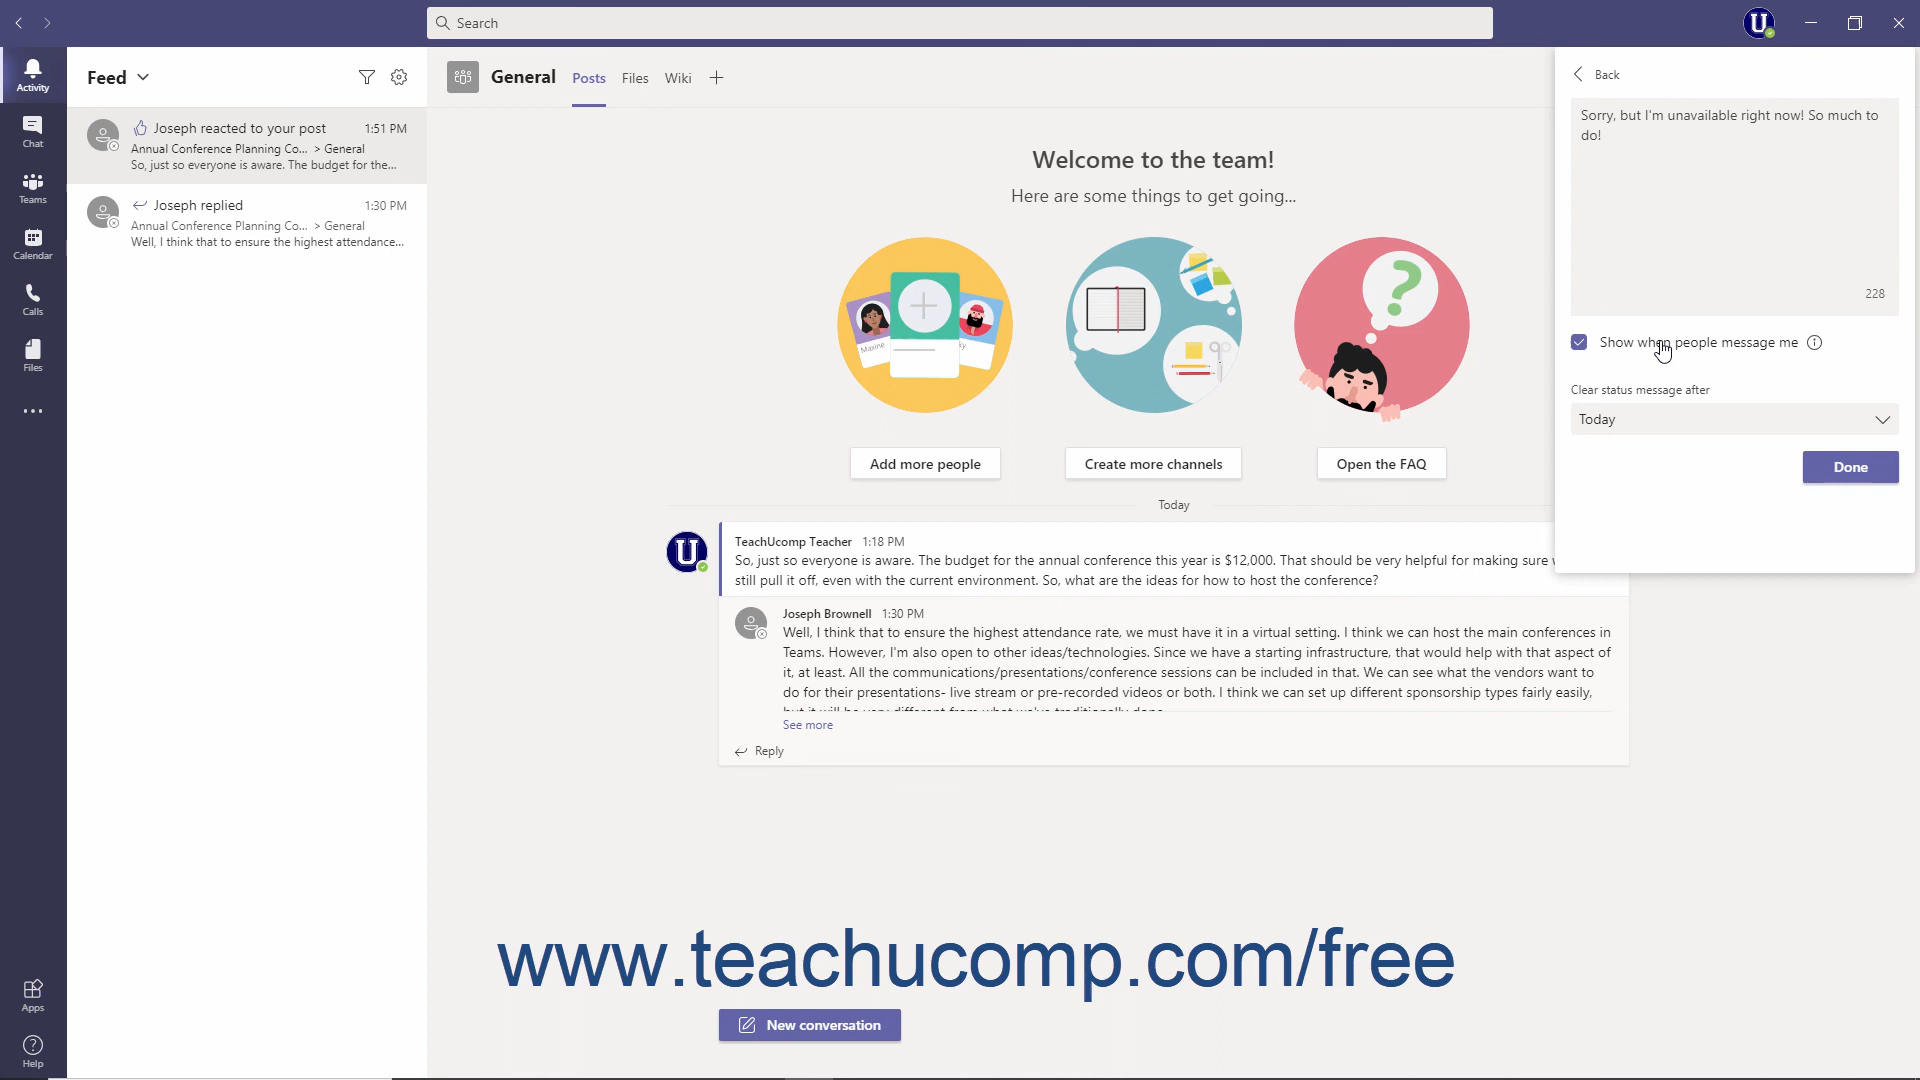 Search
U
Activity
Chat
Teams
Calendar
Calls
Files
Apps
Help
Feed
Joseph reacted to your post 1:51 PM
Annual Conference Planning Co... > General
So, just so everyone is aware. The budget for the...
Joseph replied 1:30 PM
Annual Conference Planning Co... > General
Well, I think that to ensure the highest attendance...
General Posts Files Wiki
Welcome to the team!
Here are some things to get going...
Maxine
Add more people
Create more channels
Open the FAQ
Today
U
TeachUcomp Teacher 1:18 PM
So, just so everyone is aware. The budget for the annual conference this year is $12,000. That should be very helpful for making sure
still pull it off, even with the current environment. So, what are the ideas for how to host the conference?
Joseph Brownell 1:30 PM
Well, I think that to ensure the highest attendance rate, we must have it in a virtual setting. I think we can host the main conferences in
Teams. However, I'm also open to other ideas/technologies. Since we have a starting infrastructure, that would help with that aspect of
it, at least. All the communications/presentations/conference sessions can be included in that. We can see what the vendors want to
do for their presentations- live stream or pre-recorded videos or both. I think we can set up different sponsorship types fairly easily,
but it will be very different from what we've traditionally done
See more
Reply
www.teachucomp.com/free
New conversation
Back
Sorry, but I'm unavailable right now! So much to
do!
228
Show when people message me
Clear status message after
Today
Done